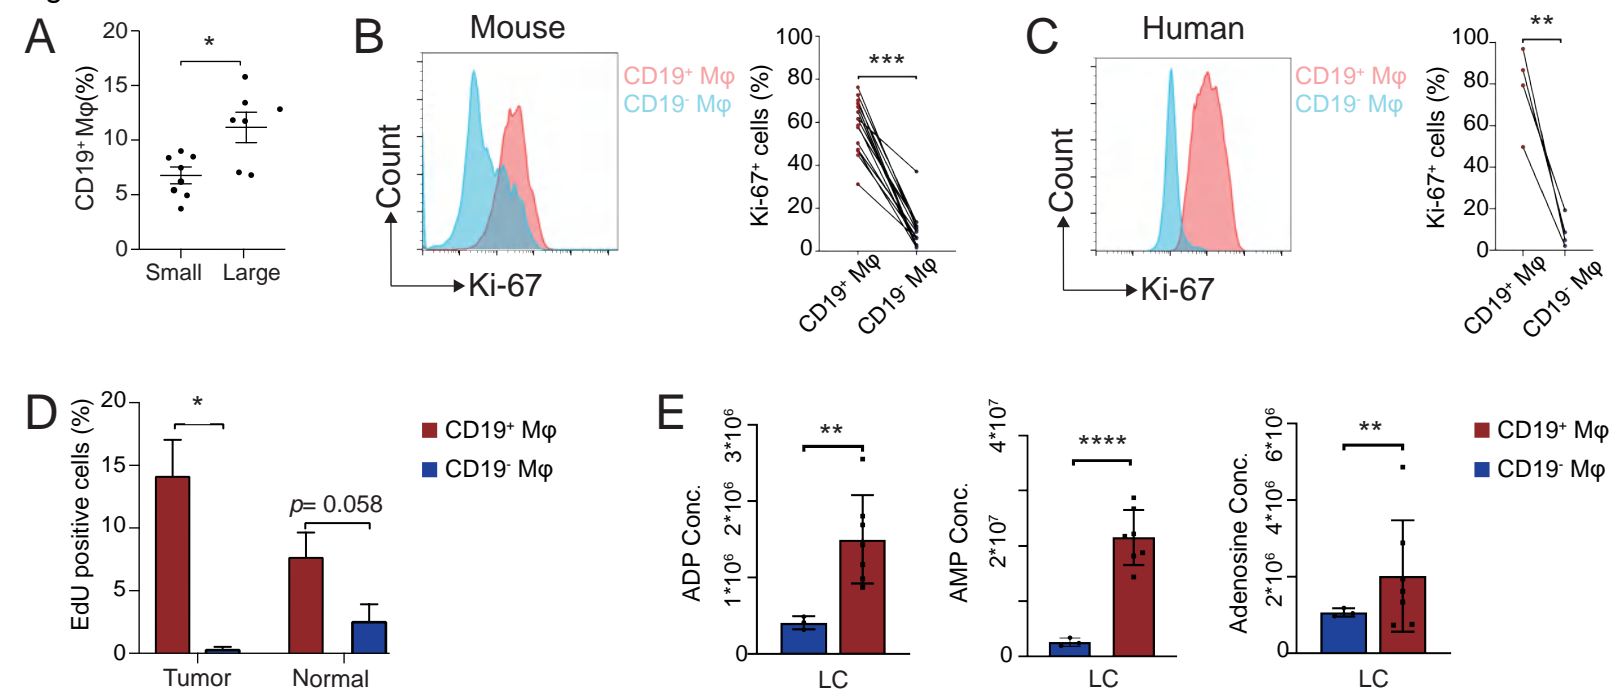 A
CD19⁺ Mφ(%)
20
15
10
5
0
*
Small
Large
B
Mouse
Count
Ki-67
CD19⁺ Mφ
CD19⁻ Mφ
Ki-67⁺ cells (%)
100
80
60
40
20
0
***
CD19⁺ Mφ
CD19⁻ Mφ
C
Human
Count
Ki-67
CD19⁺ Mφ
CD19⁻ Mφ
Ki-67⁺ cells (%)
100
80
60
40
20
0
**
CD19⁺ Mφ
CD19⁻ Mφ
D
EdU positive cells (%)
20
15
10
5
0
*
p= 0.058
Tumor
Normal
CD19⁺ Mφ
CD19⁻ Mφ
E
ADP Conc.
3*10⁶
2*10⁶
1*10⁶
0
**
LC
AMP Conc.
4*10⁷
2*10⁷
0
****
LC
Adenosine Conc.
6*10⁶
4*10⁶
2*10⁶
0
**
LC
CD19⁺ Mφ
CD19⁻ Mφ